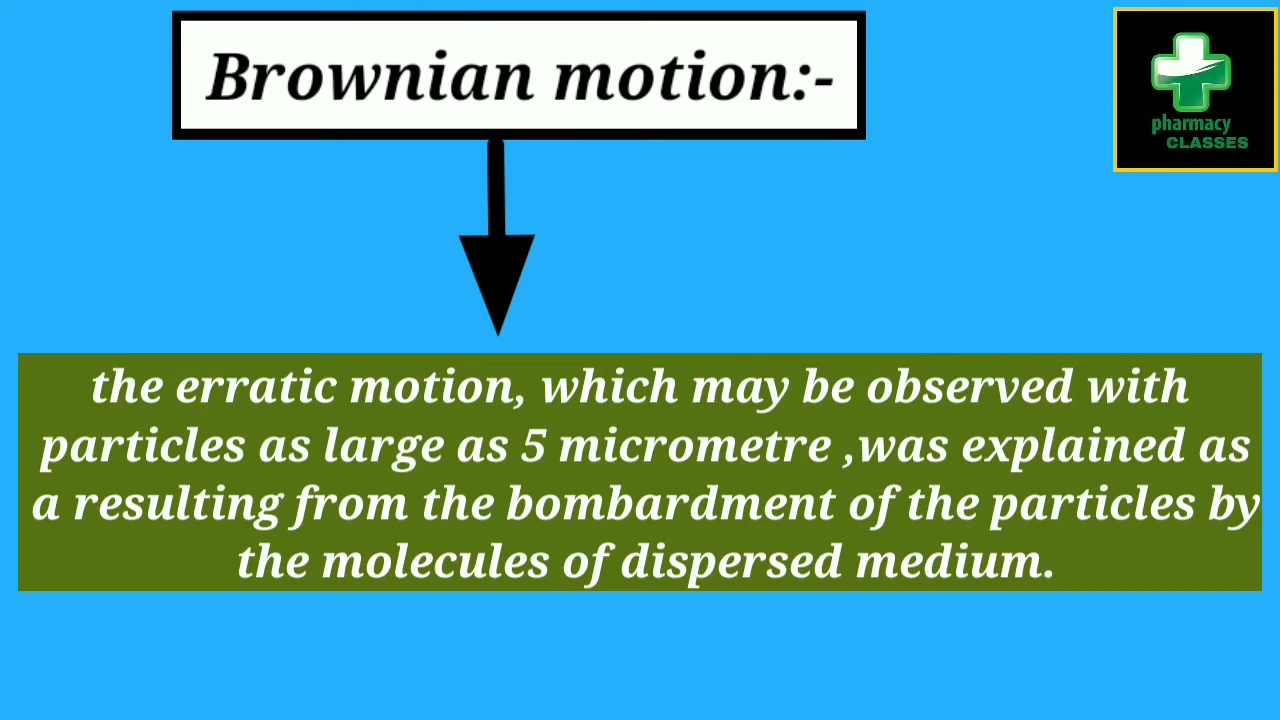 Brownian motion:-
pharmacy
CLASSES
the erratic motion, which may be observed with
particles as large as 5 micrometre ,was explained as
a resulting from the bombardment of the particles by
the molecules of dispersed medium.